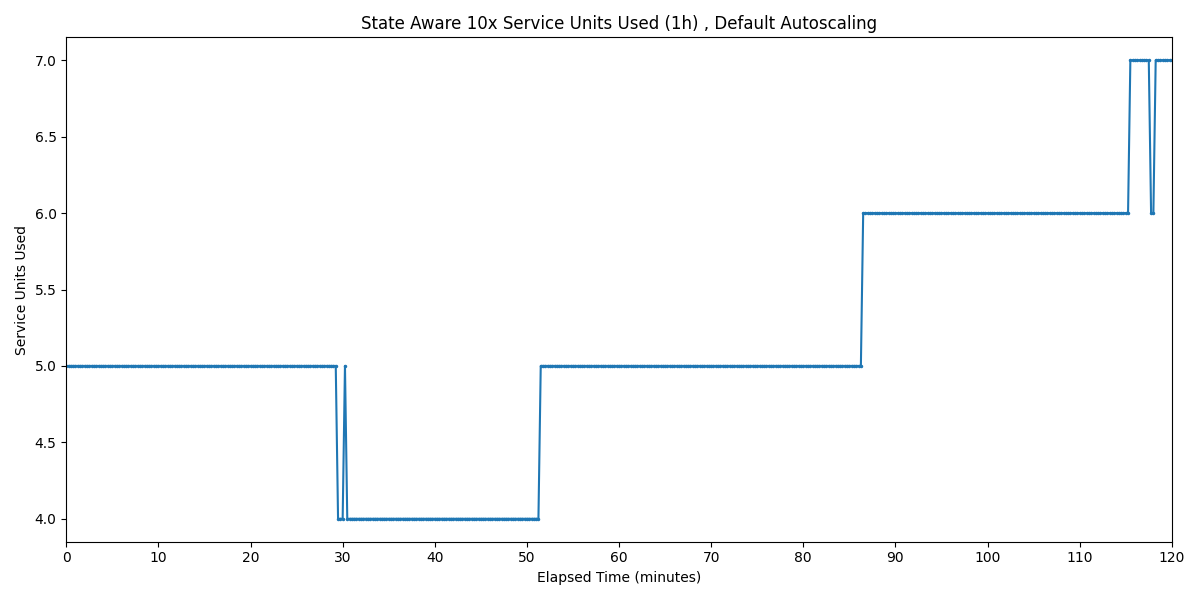 State Aware 10x Service Units Used (1h) , Default Autoscaling
Service Units Used
7.0
6.5
6.0
5.5
5.0
4.5
4.0
0 10 20 30 40 50 60 70 80 90 100 110 120
Elapsed Time (minutes)